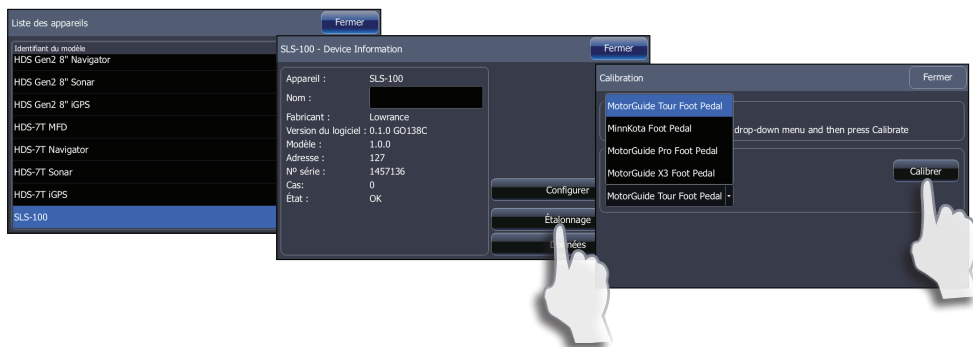 Liste des appareils
Fermer
Identifiant du modèle
HDS Gen2 8" Navigator
HDS Gen2 8" Sonar
HDS Gen2 8" iGPS
HDS-7T MFD
HDS-7T Navigator
HDS-7T Sonar
HDS-7T iGPS
SLS-100
SLS-100 - Device Information
Fermer
Appareil : SLS-100
Nom :
Fabricant : Lowrance
Version du logiciel : 0.1.0 GO138C
Modèle : 1.0.0
Adresse : 127
Nº série : 1457136
Cas: 0
État : OK
Configurer
Étalonnage
Calibration
Fermer
MotorGuide Tour Foot Pedal
MinnKota Foot Pedal
drop-down menu and then press Calibrate
MotorGuide Pro Foot Pedal
MotorGuide X3 Foot Pedal
MotorGuide Tour Foot Pedal
Calibrer